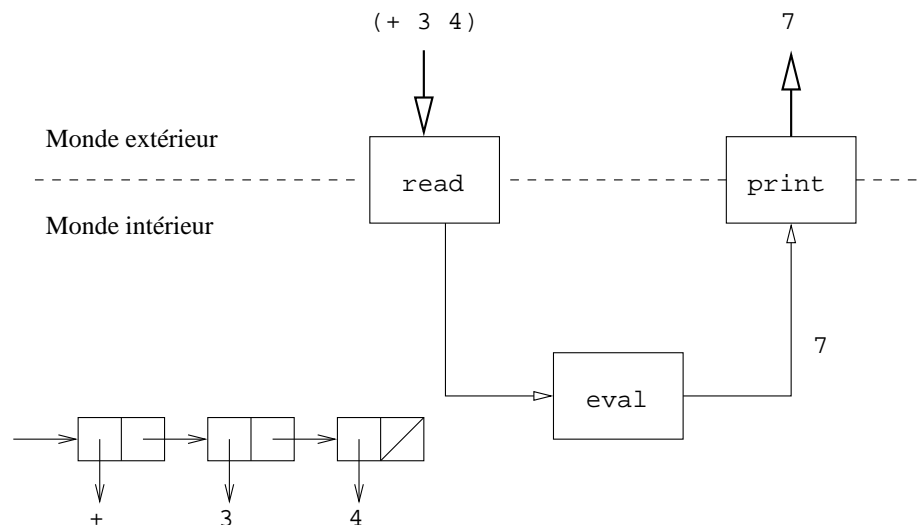 (+ 3 4)
7
Monde extérieur
read
print
Monde intérieur
7
eval
+ 3 4